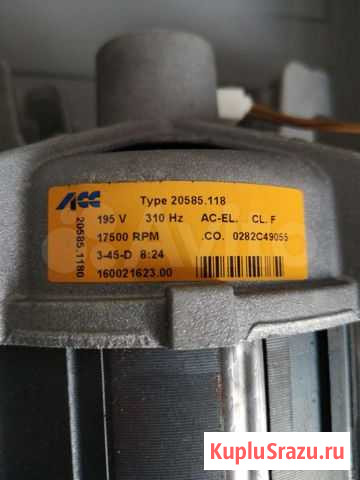 ACC
Type 20585.118
195 V 310 Hz AC-EL. CL. F
17500 RPM .CO. 0282C49055
3-45-D 8:24
160021623.00
20585.1180
KupluSrazu.ru